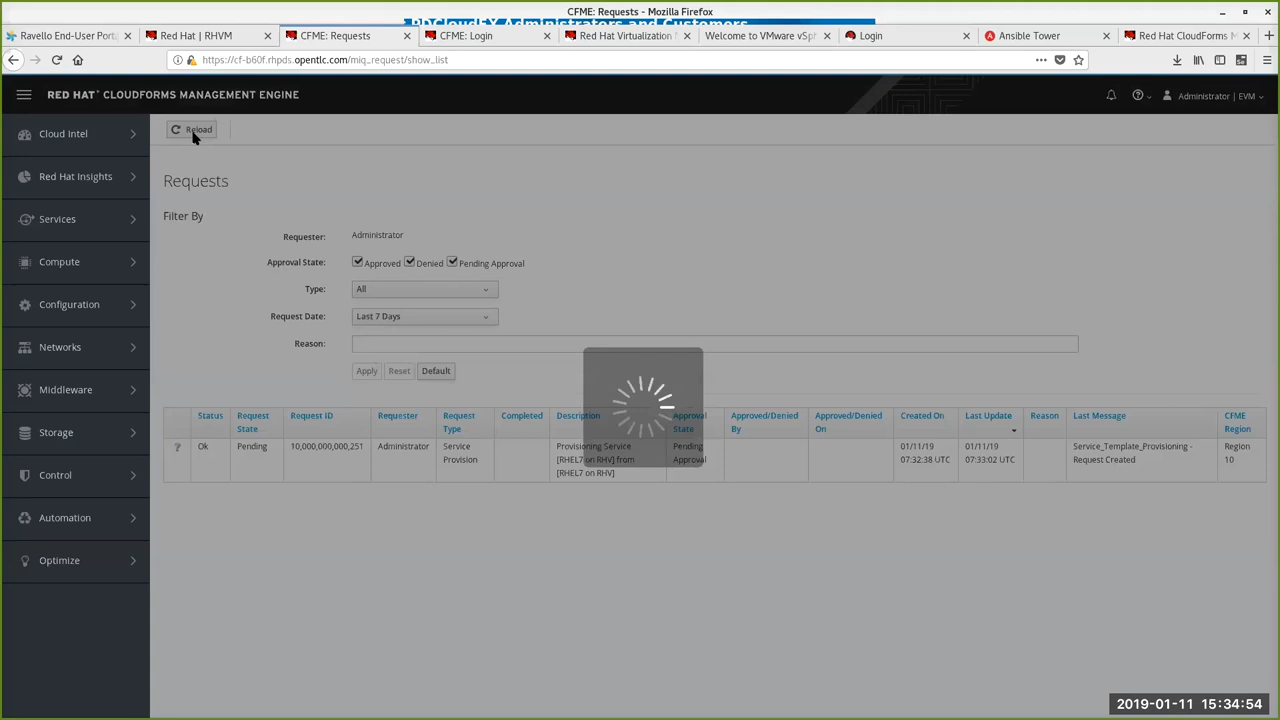 CFME: Requests - Mozilla Firefox
RDCloudEX Administrators and Customers
Ravello End-User Port
Red Hat | RHVM
CFME: Requests
CFME: Login
Red Hat Virtualization
Welcome to VMware vSph
Login
Ansible Tower
Red Hat CloudForms M
https://cf-b60f.rhpds.opentlc.com/miq_request/show_list
RED HAT® CLOUDFORMS MANAGEMENT ENGINE
Administrator | EVM
Cloud Intel
Red Hat Insights
Services
Compute
Configuration
Networks
Middleware
Storage
Control
Automation
Optimize
Reload
Requests
Filter By
Requester: Administrator
Approval State: Approved Denied Pending Approval
Type: All
Request Date: Last 7 Days
Reason:
Apply Reset Default
Status Request State Request ID Requester Request Type Completed Description Approval State Approved/Denied By Approved/Denied On Created On Last Update Reason Last Message CFME Region
Ok Pending 10,000,000,000,251 Administrator Service Provision Provisioning Service [RHEL7 on RHV] from [RHEL7 on RHV] Pending Approval 01/11/19 07:32:38 UTC 01/11/19 07:33:02 UTC Service_Template_Provisioning - Request Created Region 10
2019-01-11 15:34:54